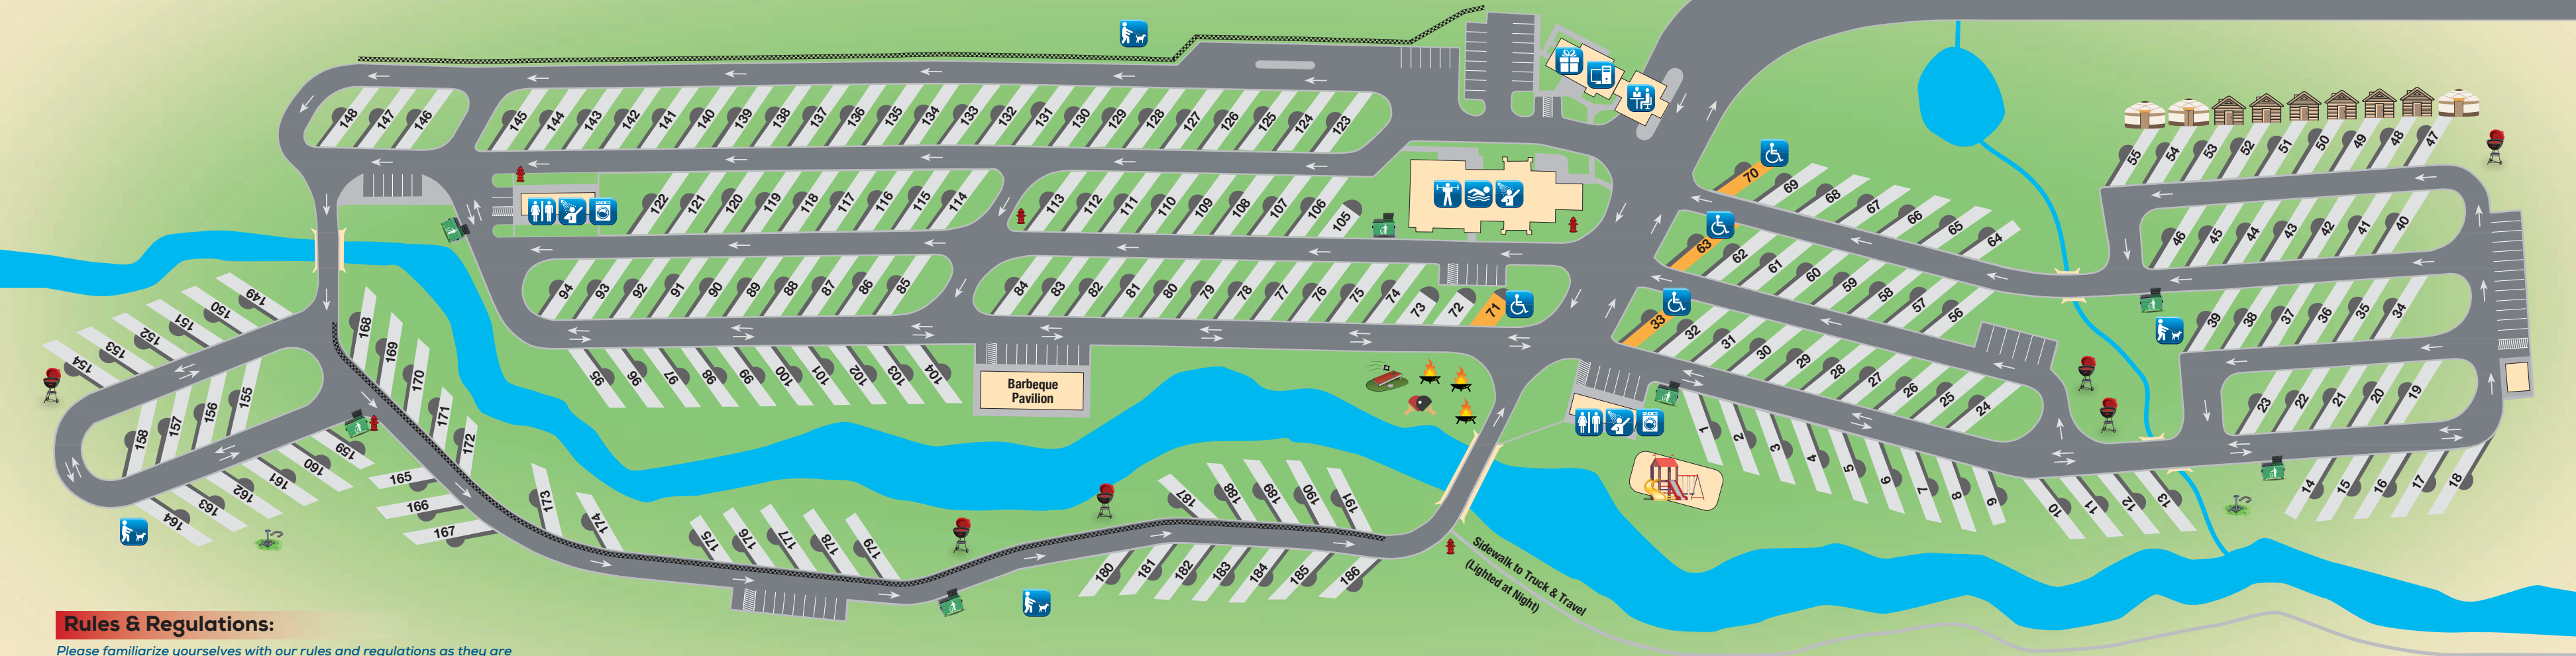 148 147 146 145 144 143 142 141 140 139 138 137 136 135 134 133 132 131 130 129 128 127 126 125 124 123
70 69 68 67 66 65 64
55 54 53 52 51 50 49 48 47
122 121 120 119 118 117 116 115 114 113 112 111 110 109 108 107 106 105
63 62 61 60 59 58 57 56
46 45 44 43 42 41 40
94 93 92 91 90 89 88 87 86 85 84 83 82 81 80 79 78 77 76 75 74 73 72 71
33 32 31 30 29 28 27 26 25 24
39 38 37 36 35 34
154 153 152 151 150 149
168 169 170 171 172
95 96 97 98 99 100 101 102 103 104
Barbeque
Pavilion
23 22 21 20 19
158 157 156 155
1 2 3 4 5 6 7 8 9 10 11 12 13 14 15 16 17 18
164 163 162 161 160 159
165
166
167
173 174 175 176 177 178 179
187 188 189 190 191
180 181 182 183 184 185 186
Sidewalk to Truck & Travel
(Lighted at Night)
Rules & Regulations:
Please familiarize yourselves with our rules and regulations as they are